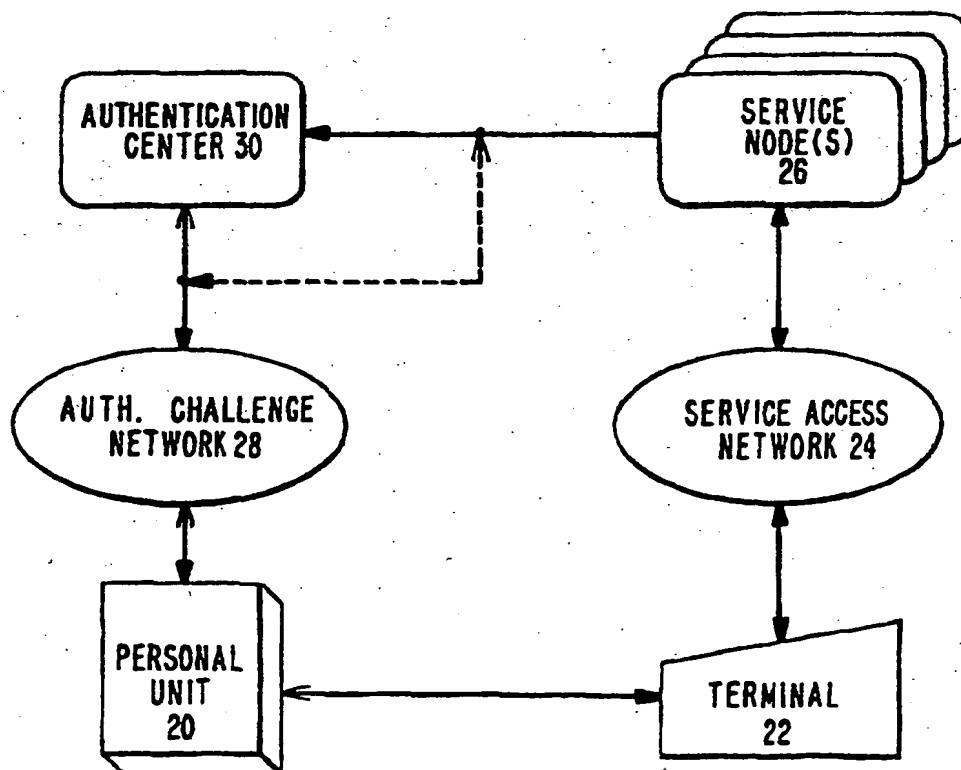 AUTHENTICATION
CENTER 30
SERVICE
NODE(S)
26
AUTH. CHALLENGE
NETWORK 28
SERVICE ACCESS
NETWORK 24
PERSONAL
UNIT
20
TERMINAL
22